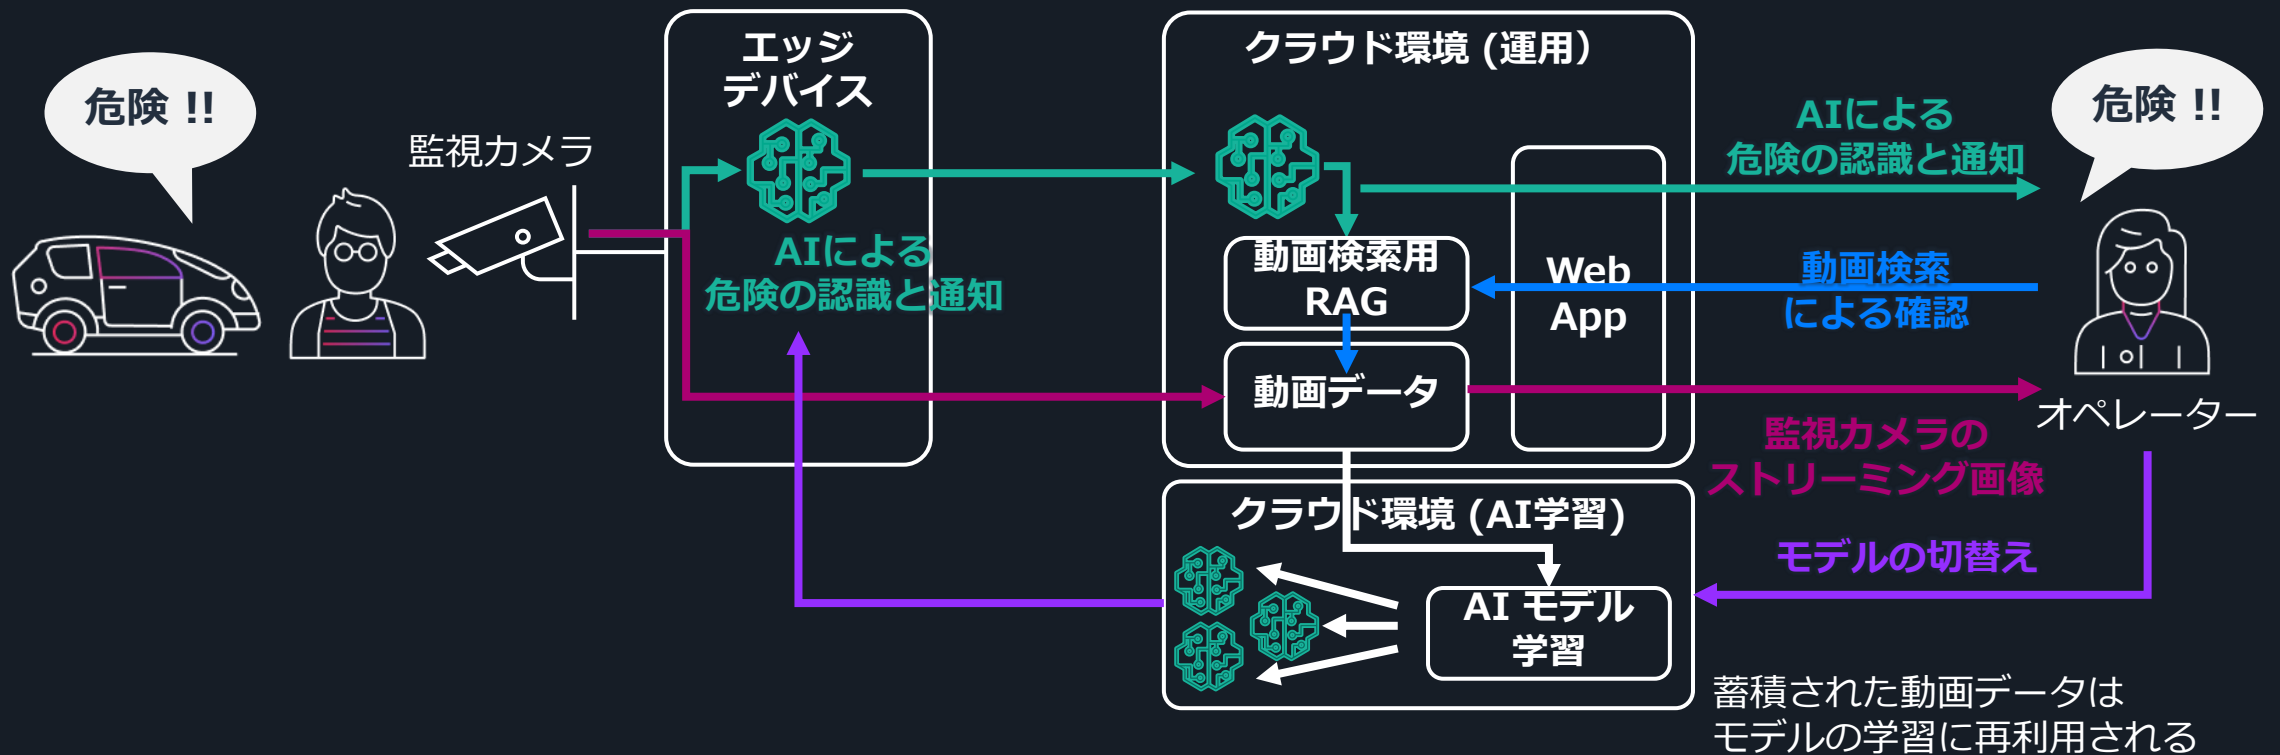 危険 !!
監視カメラ
エッジ
デバイス
AIによる
危険の認識と通知
クラウド環境 (運用）
動画検索用
RAG
動画データ
Web
App
AIによる
危険の認識と通知
動画検索
による確認
監視カメラの
ストリーミング画像
危険 !!
オペレーター
モデルの切替え
クラウド環境 (AI学習)
AI モデル
学習
蓄積された動画データは
モデルの学習に再利用される